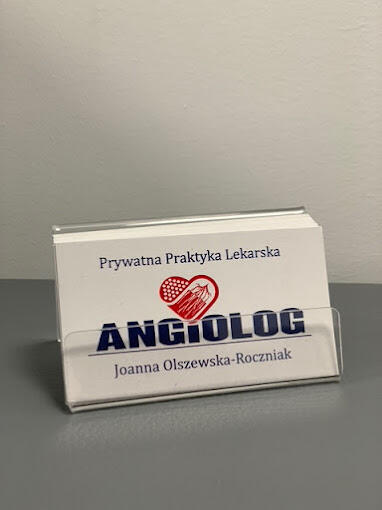 Prywatna Praktyka Lekarska
ANGIOLOG
Joanna Olszewska-Roczniak